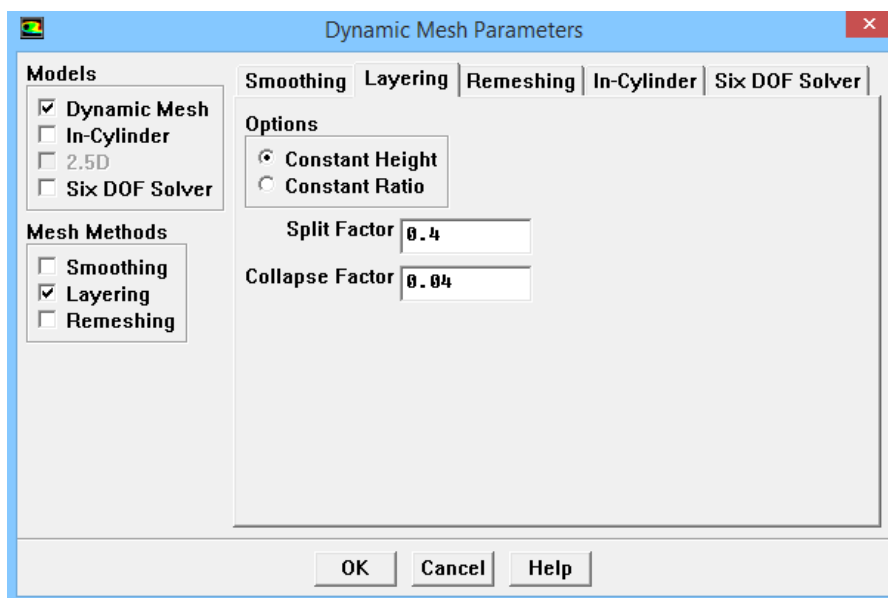 Dynamic Mesh Parameters
Models
Dynamic Mesh
In-Cylinder
2.5D
Six DOF Solver
Mesh Methods
Smoothing
Layering
Remeshing
Smoothing Layering Remeshing In-Cylinder Six DOF Solver
Options
Constant Height
Constant Ratio
Split Factor 0.4
Collapse Factor 0.04
OK Cancel Help